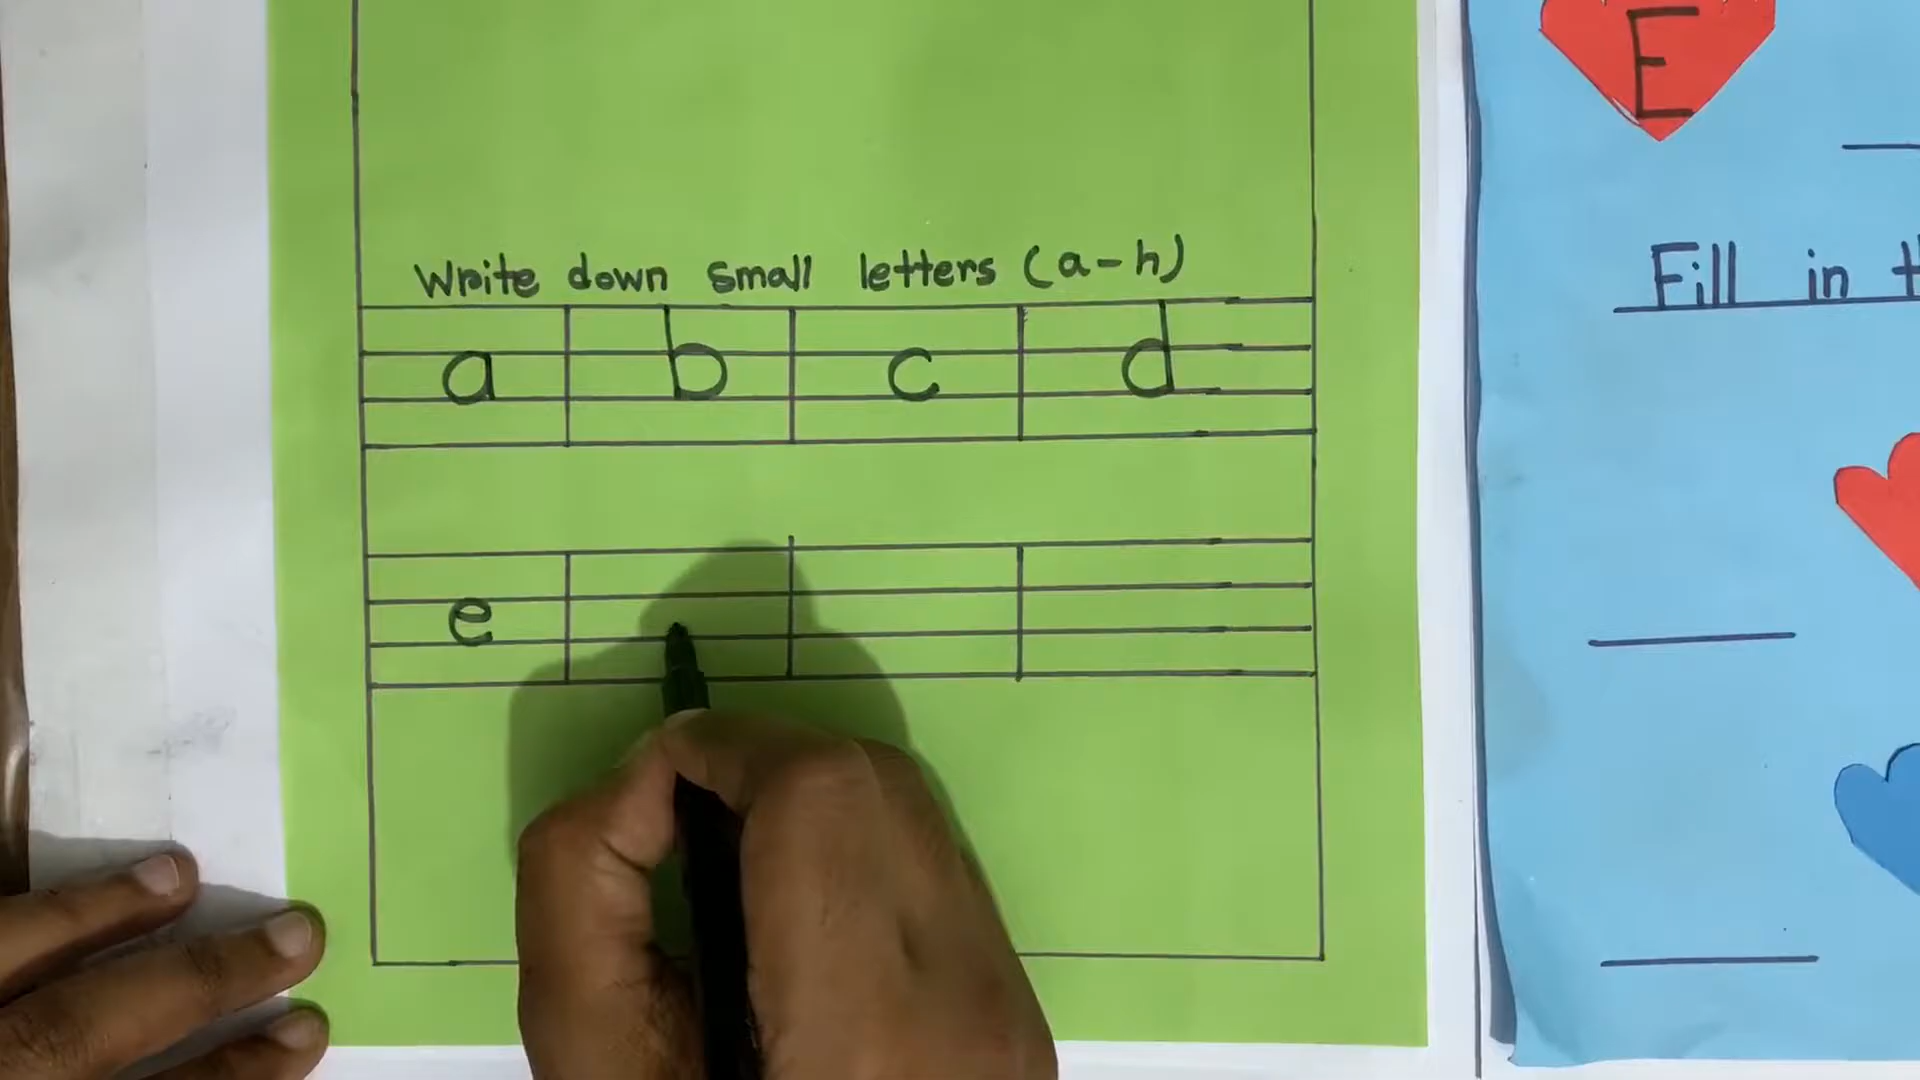 Write down small letters (a-h)
a b c d
e
E
Fill in